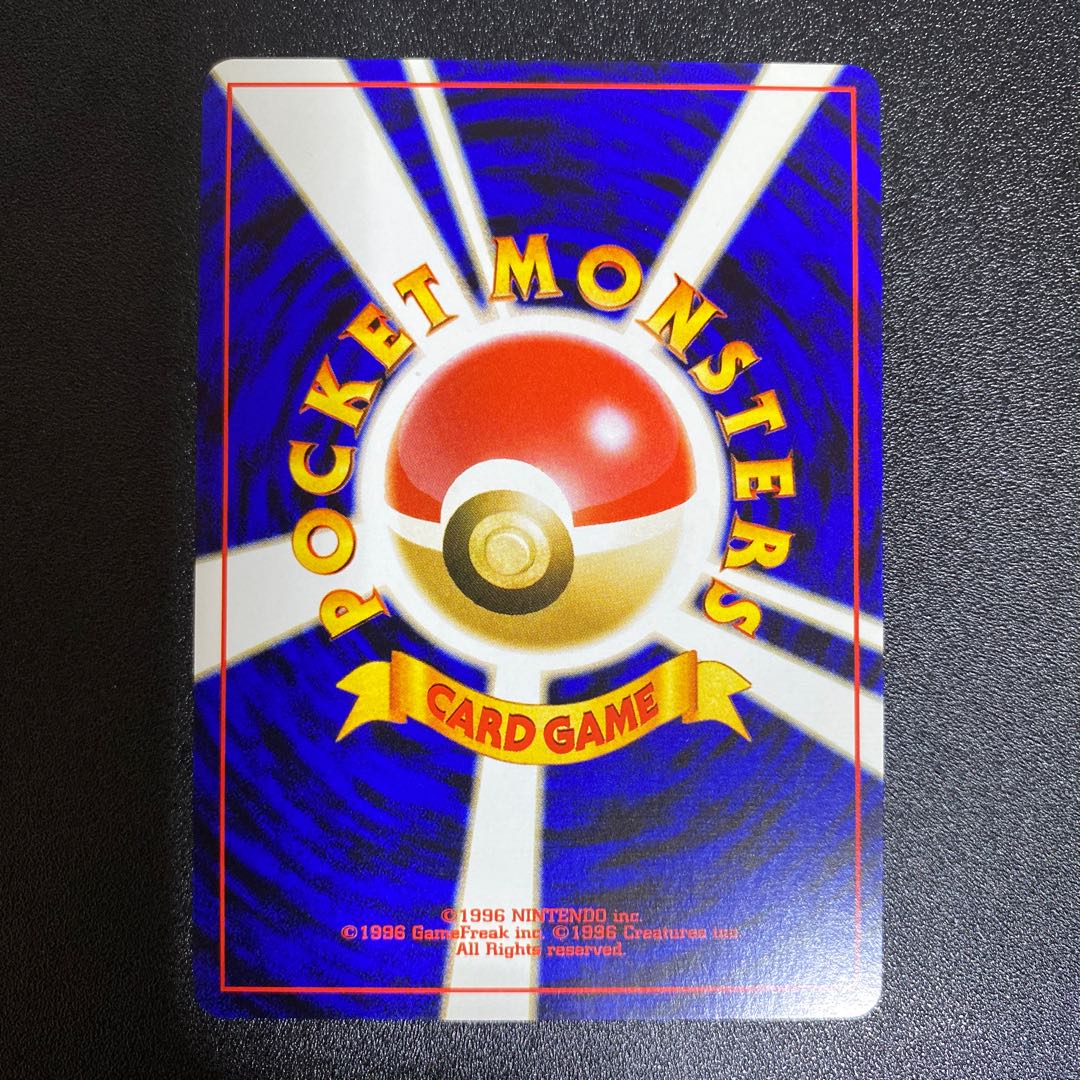 POCKET MONSTERS
CARD GAME
©1996 NINTENDO inc.
©1996 GameFreak inc. ©1996 Creatures inc.
All Rights reserved.